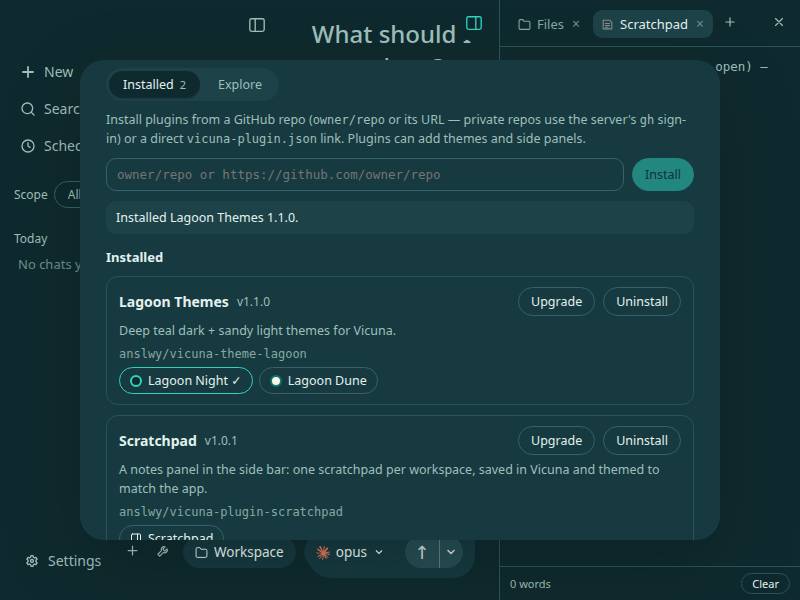 What should
Files
Scratchpad
New
open) —
Installed 2
Explore
Searc
Install plugins from a GitHub repo (owner/repo or its URL — private repos use the server's gh sign-
in) or a direct vicuna-plugin.json link. Plugins can add themes and side panels.
Sched
owner/repo or https://github.com/owner/repo
Install
Scope
All
Installed Lagoon Themes 1.1.0.
Today
No chats y
Installed
Lagoon Themes v1.1.0
Upgrade
Uninstall
Deep teal dark + sandy light themes for Vicuna.
anslwy/vicuna-theme-lagoon
Lagoon Night ✓
Lagoon Dune
Scratchpad v1.0.1
Upgrade
Uninstall
A notes panel in the side bar: one scratchpad per workspace, saved in Vicuna and themed to
match the app.
anslwy/vicuna-plugin-scratchpad
Scratchpad
Settings
Workspace
opus
0 words
Clear